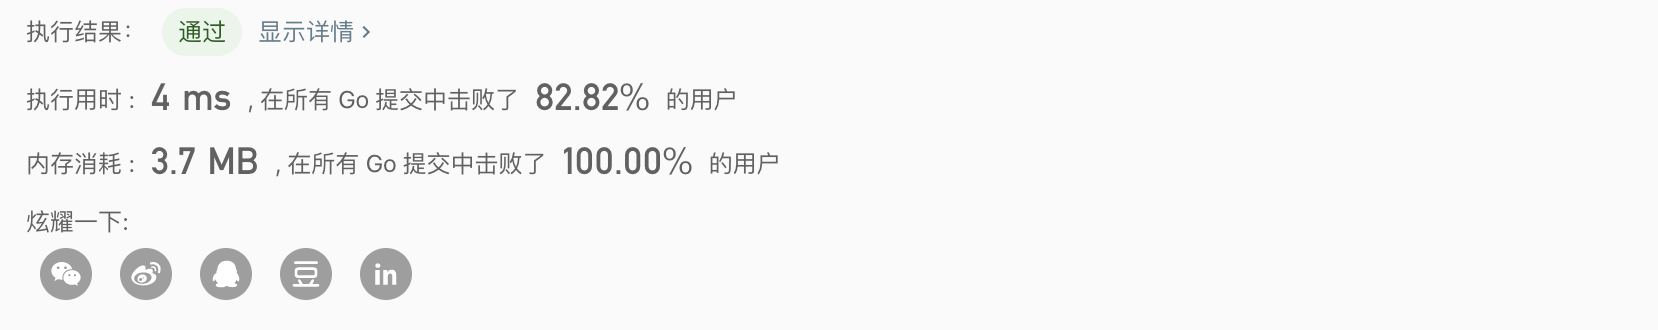 执行结果： 通过 显示详情 ›
执行用时 : 4 ms , 在所有 Go 提交中击败了 82.82% 的用户
内存消耗 : 3.7 MB , 在所有 Go 提交中击败了 100.00% 的用户
炫耀一下:
豆 in